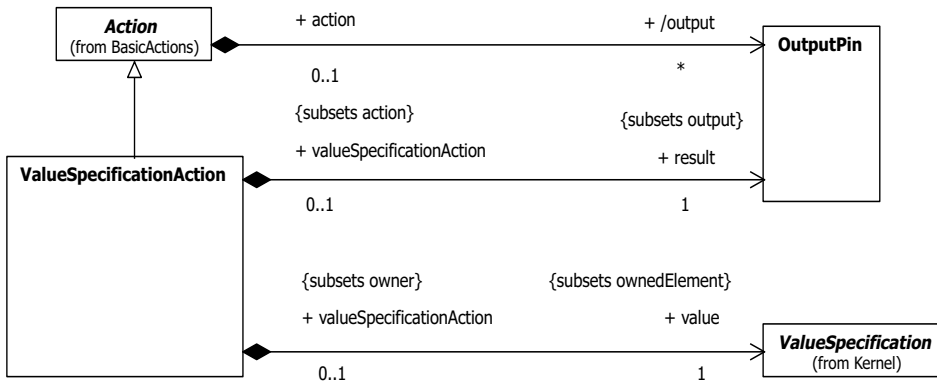 Action
(from BasicActions)
+ action
+ /output
OutputPin
0..1
*
{subsets action}
{subsets output}
ValueSpecificationAction
+ valueSpecificationAction
+ result
0..1
1
{subsets owner}
{subsets ownedElement}
+ valueSpecificationAction
+ value
ValueSpecification
(from Kernel)
0..1
1